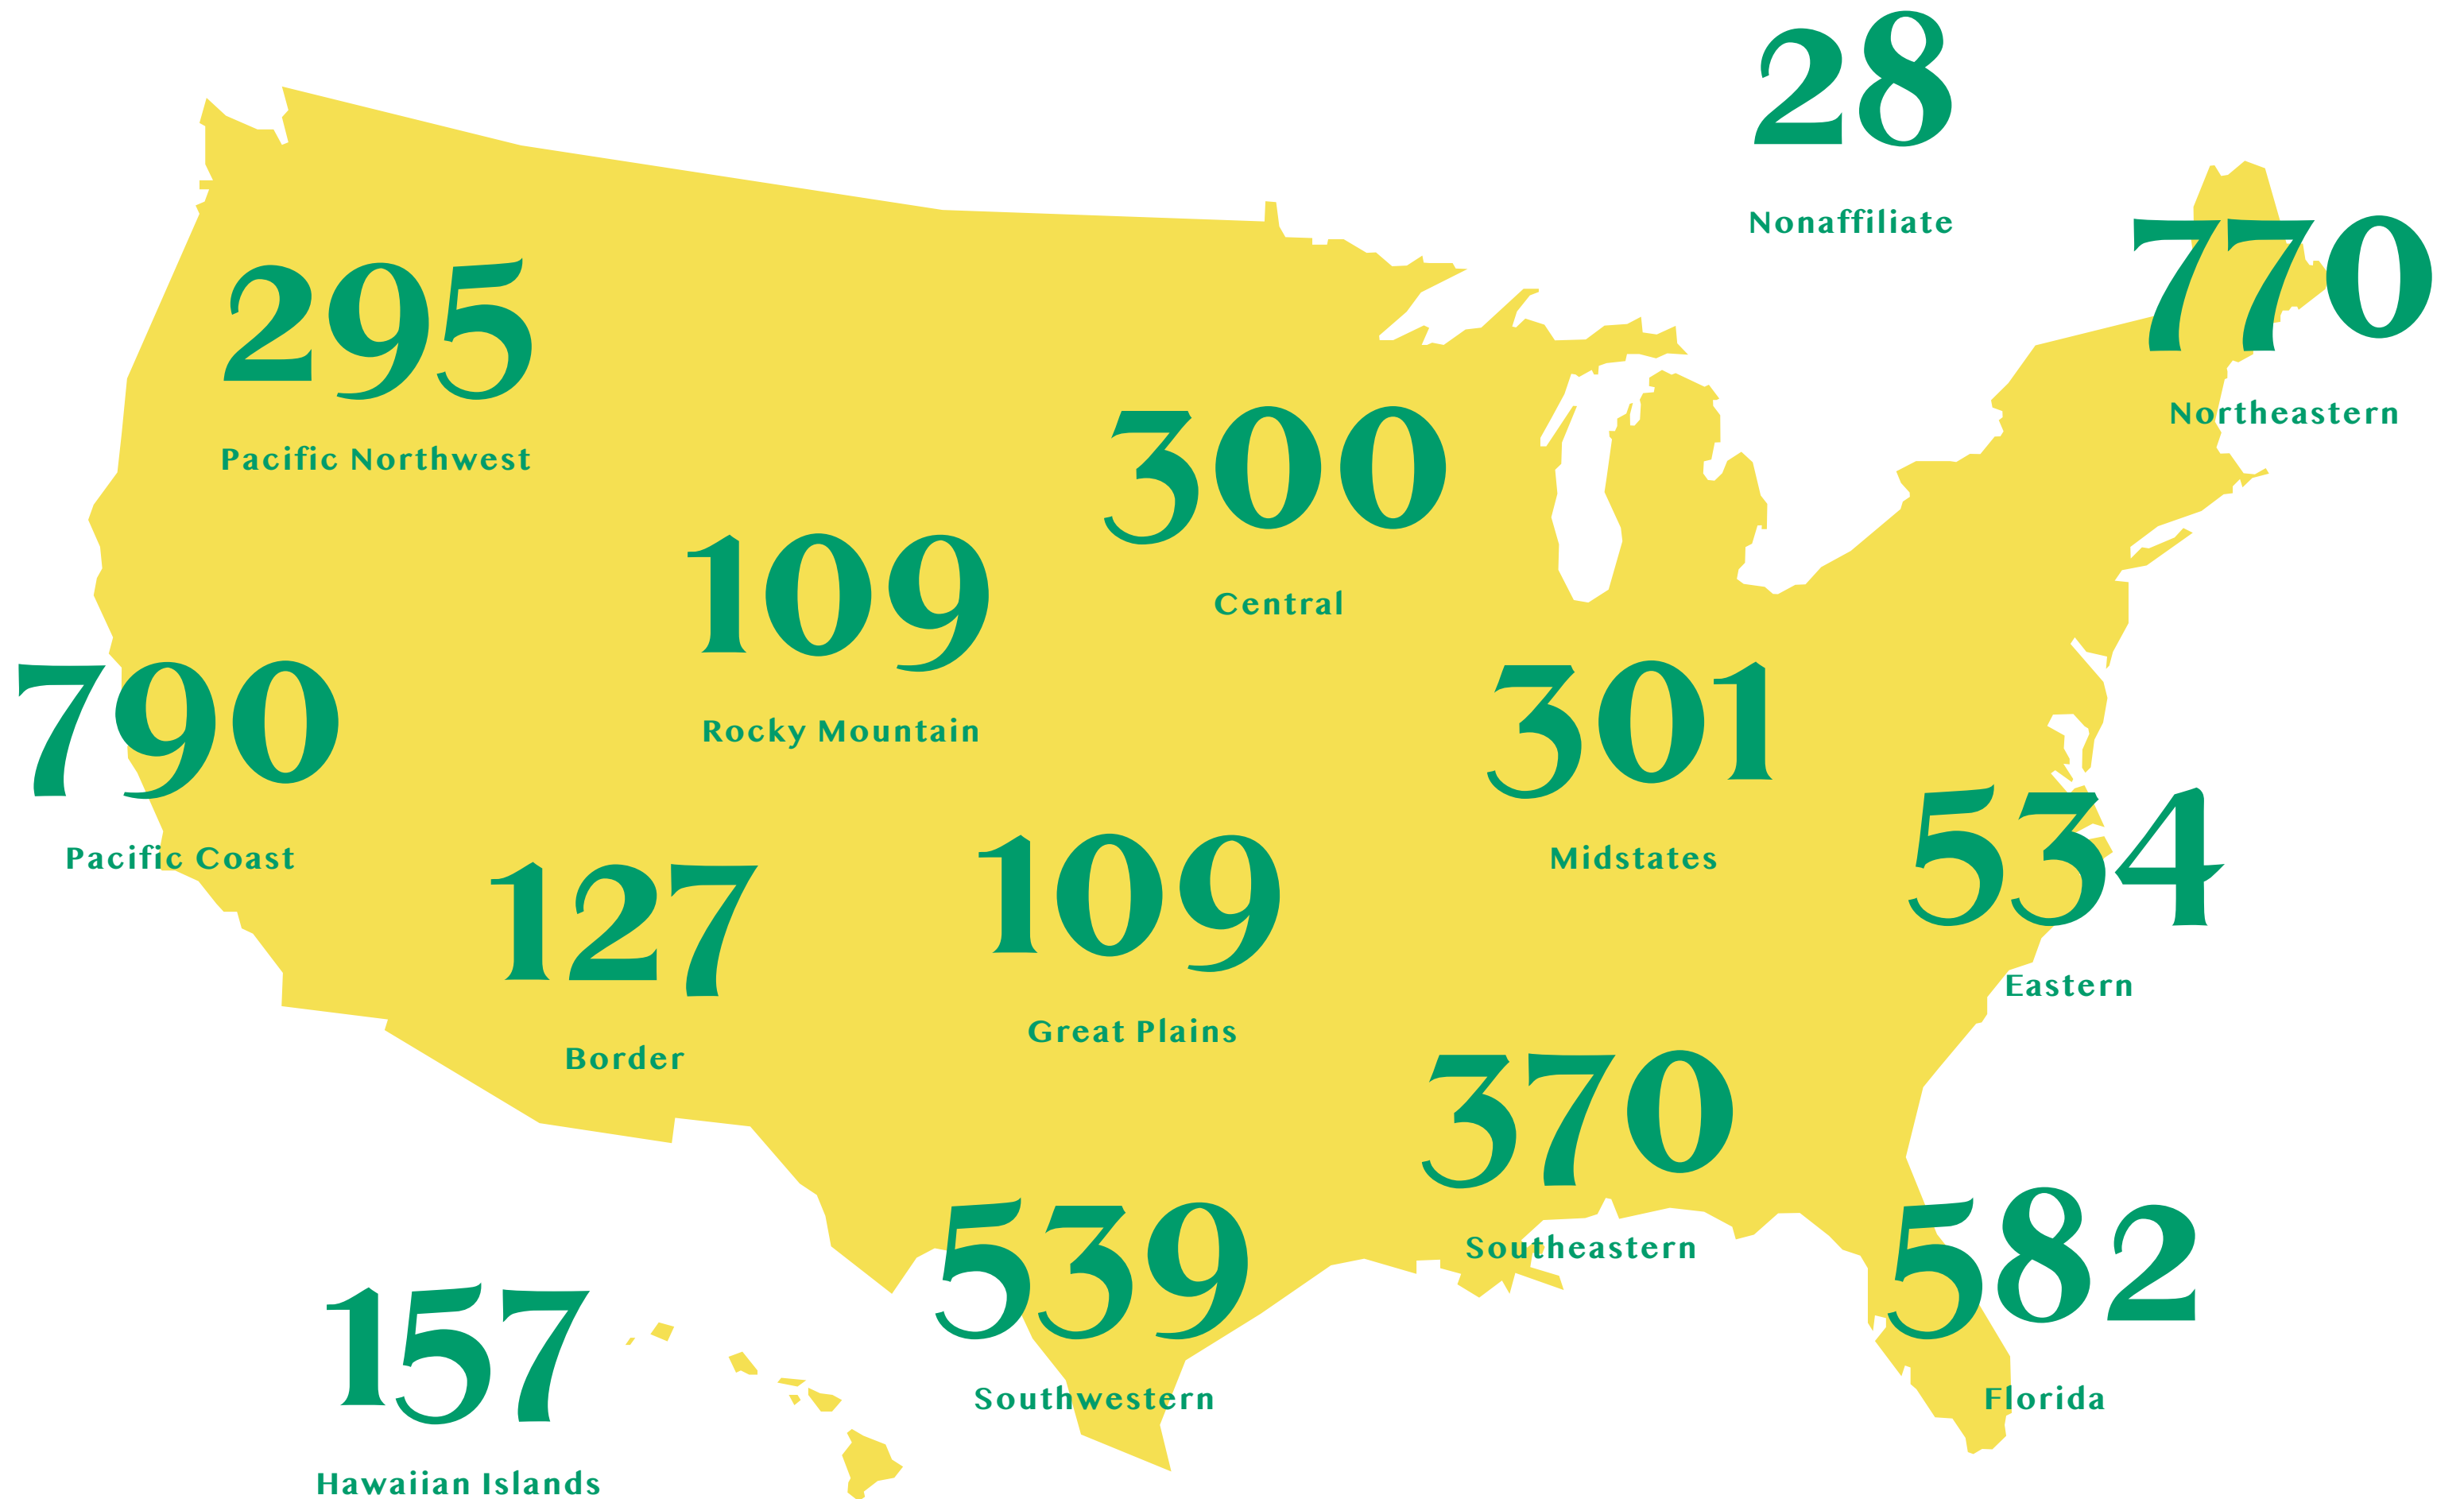 28
Nonaffiliate
770
Northeastern
295
Pacific Northwest
300
Central
109
Rocky Mountain
790
Pacific Coast
301
Midstates
534
Eastern
127
Border
109
Great Plains
370
Southeastern
539
Southwestern
582
Florida
157
Hawaiian Islands